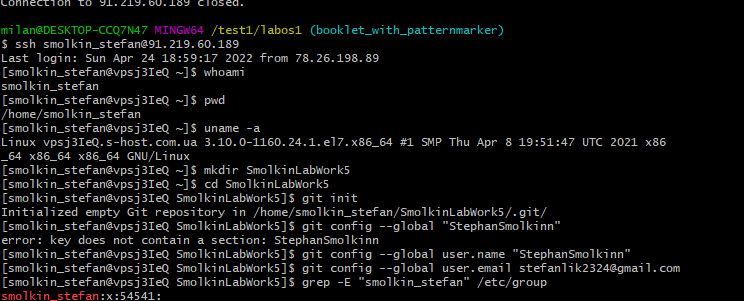 Connection to 91.219.60.189 closed.
milan@DESKTOP-CCQ7N47 MINGW64 /test1/labos1 (booklet_with_patternmarker)
$ ssh smolkin_stefan@91.219.60.189
Last login: Sun Apr 24 18:59:17 2022 from 78.26.198.89
[smolkin_stefan@vpsj3IeQ ~]$ whoami
smolkin_stefan
[smolkin_stefan@vpsj3IeQ ~]$ pwd
/home/smolkin_stefan
[smolkin_stefan@vpsj3IeQ ~]$ uname -a
Linux vpsj3IeQ.s-host.com.ua 3.10.0-1160.24.1.el7.x86_64 #1 SMP Thu Apr 8 19:51:47 UTC 2021 x86
_64 x86_64 x86_64 GNU/Linux
[smolkin_stefan@vpsj3IeQ ~]$ mkdir SmolkinLabWork5
[smolkin_stefan@vpsj3IeQ ~]$ cd SmolkinLabWork5
[smolkin_stefan@vpsj3IeQ SmolkinLabWork5]$ git init
Initialized empty Git repository in /home/smolkin_stefan/SmolkinLabWork5/.git/
[smolkin_stefan@vpsj3IeQ SmolkinLabWork5]$ git config --global "StephanSmolkinn"
error: key does not contain a section: StephanSmolkinn
[smolkin_stefan@vpsj3IeQ SmolkinLabWork5]$ git config --global user.name "StephanSmolkinn"
[smolkin_stefan@vpsj3IeQ SmolkinLabWork5]$ git config --global user.email stefanlik2324@gmail.com
[smolkin_stefan@vpsj3IeQ SmolkinLabWork5]$ grep -E "smolkin_stefan" /etc/group
smolkin_stefan:x:54541: